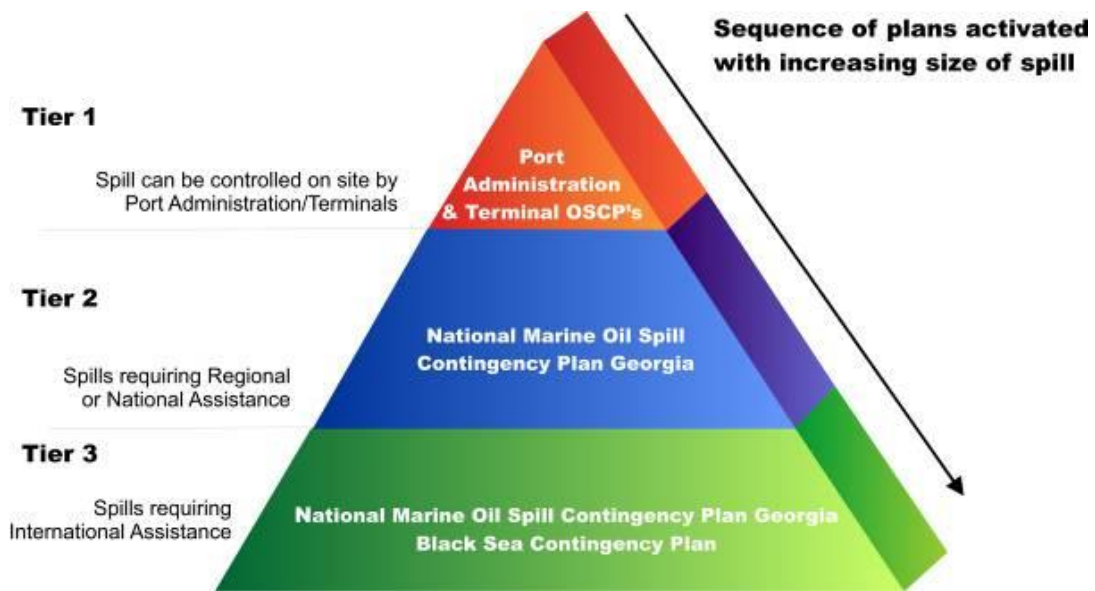 Sequence of plans activated
with increasing size of spill
Tier 1
Spill can be controlled on site by
Port Administration/Terminals
Port
Administration
& Terminal OSCP's
Tier 2
Spills requiring Regional
or National Assistance
National Marine Oil Spill
Contingency Plan Georgia
Tier 3
Spills requiring
International Assistance
National Marine Oil Spill Contingency Plan Georgia
Black Sea Contingency Plan